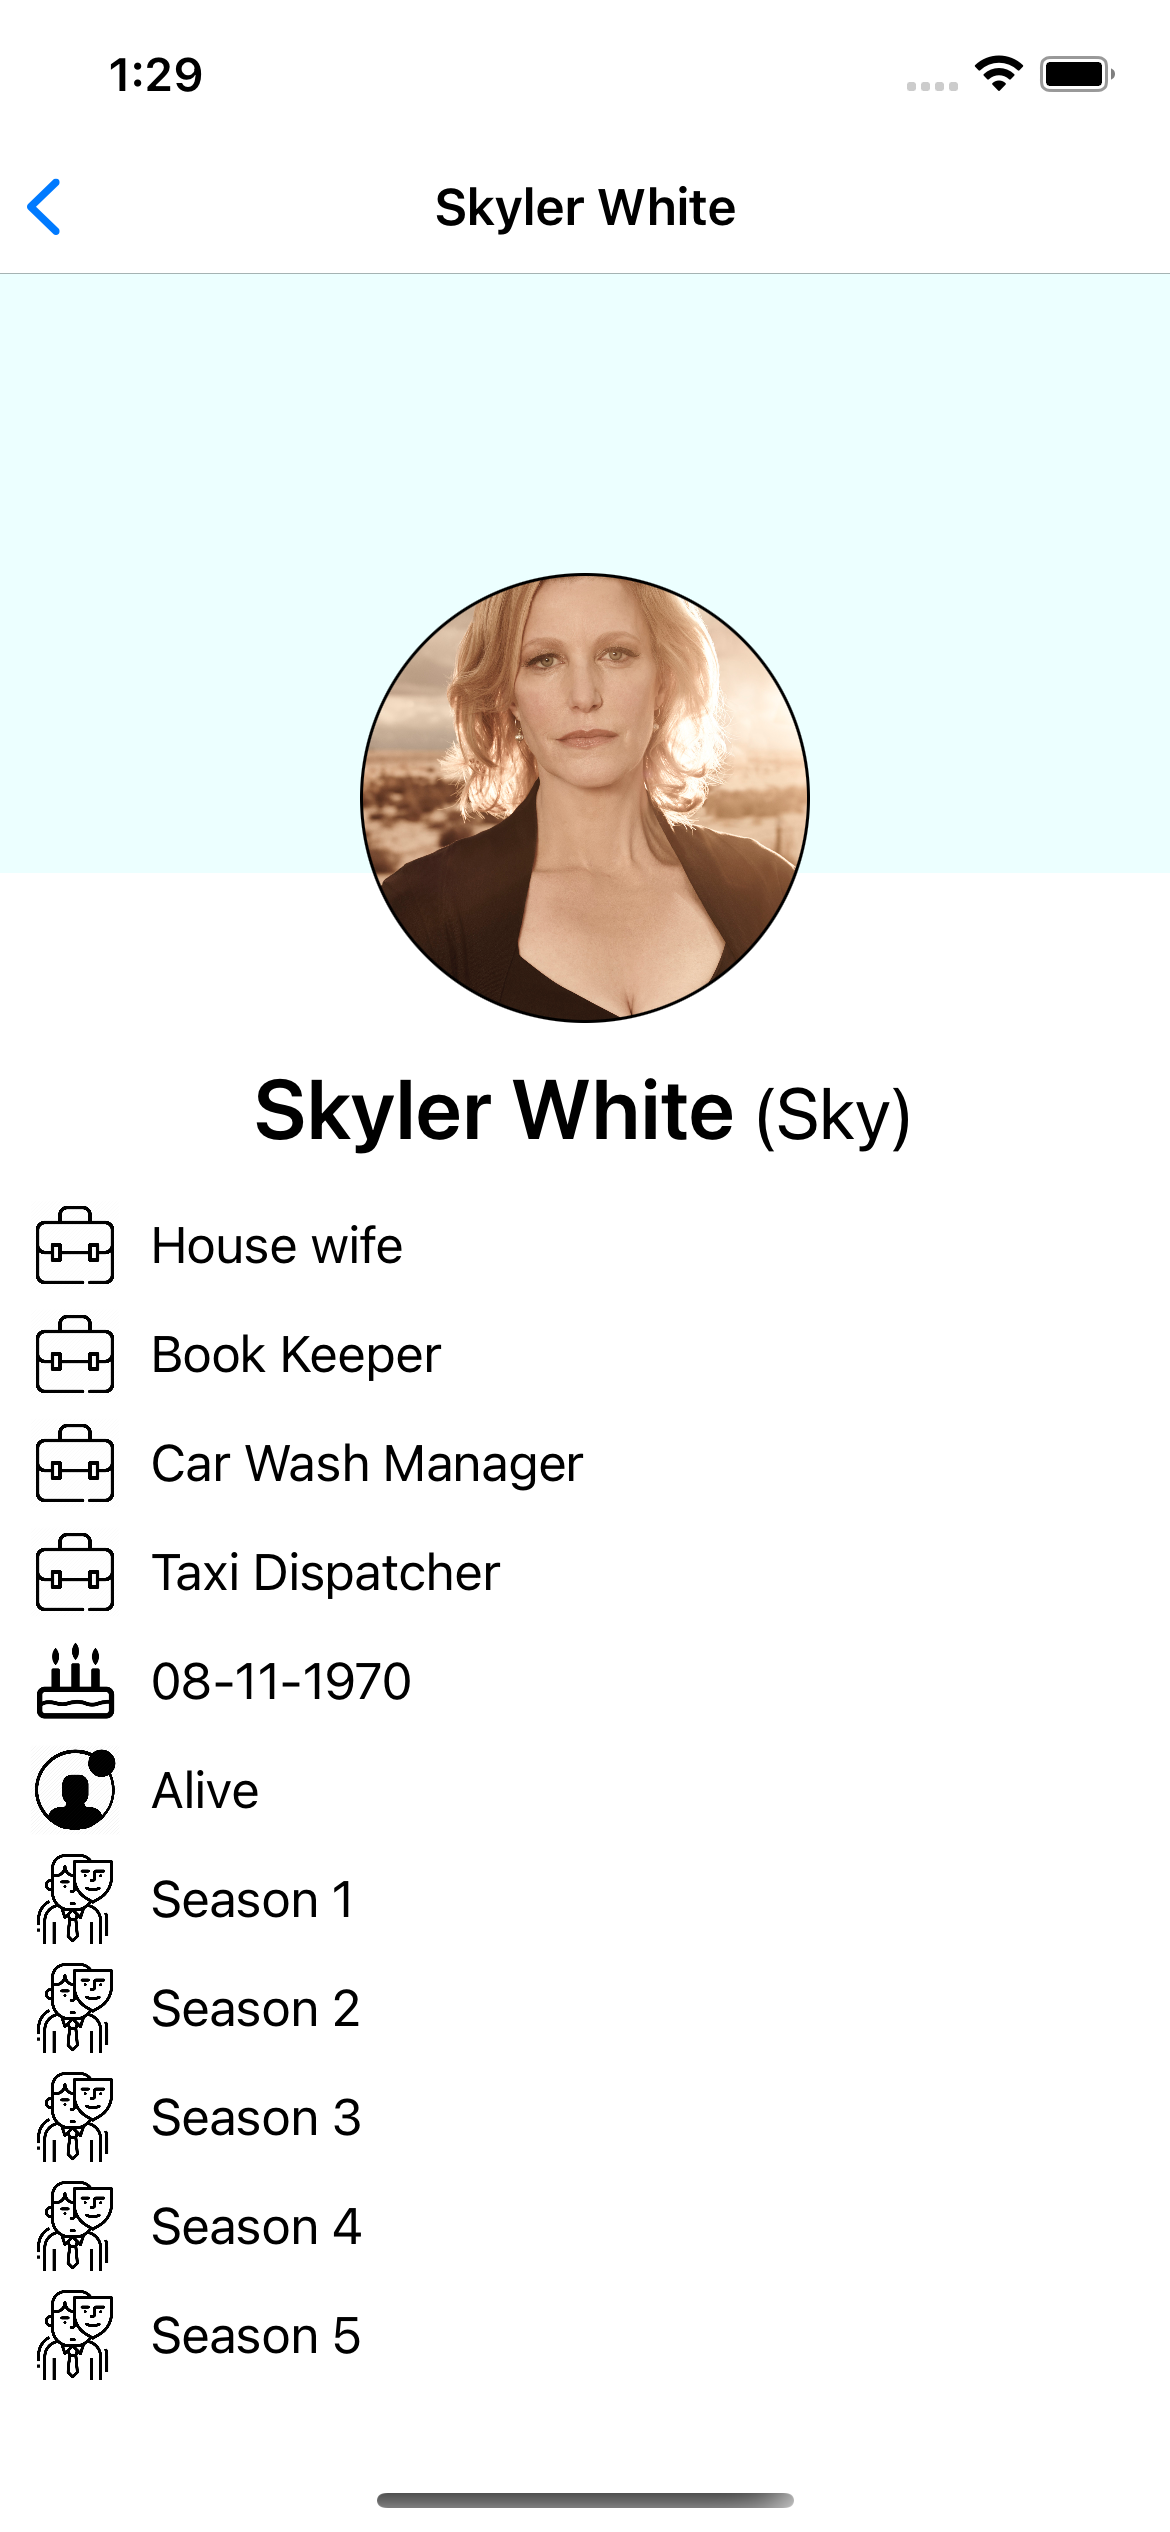 1:29
Skyler White
Skyler White (Sky)
House wife
Book Keeper
Car Wash Manager
Taxi Dispatcher
08-11-1970
Alive
Season 1
Season 2
Season 3
Season 4
Season 5